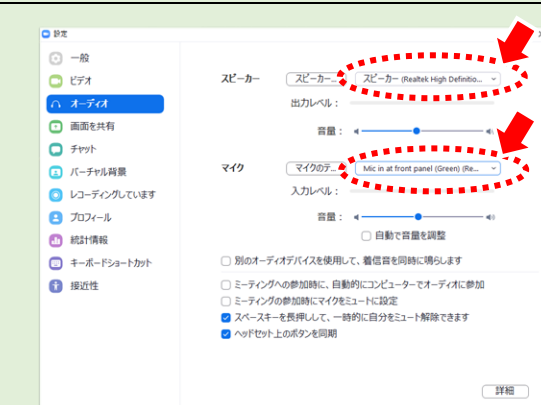 設定
一般
ビデオ
オーディオ
画面を共有
チャット
バーチャル背景
レコーディングしています
プロフィール
統計情報
キーボードショートカット
接近性
スピーカー スピーカー... スピーカー (Realtek High Definitio...
出力レベル：
音量：
マイク マイクのテ... Mic in at front panel (Green) (Re...
入力レベル：
音量：
自動で音量を調整
別のオーディオデバイスを使用して、着信音を同時に鳴らします
ミーティングへの参加時に、自動的にコンピューターでオーディオに参加
ミーティングの参加時にマイクをミュートに設定
スペースキーを長押しして、一時的に自分をミュート解除できます
ヘッドセット上のボタンを同期
詳細